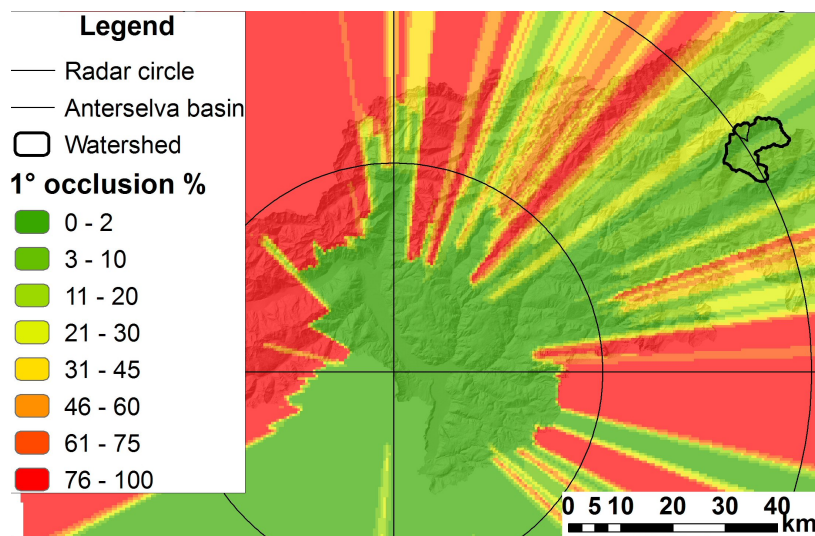 Legend
Radar circle
Anterselva basin
Watershed
1° occlusion %
0 - 2
3 - 10
11 - 20
21 - 30
31 - 45
46 - 60
61 - 75
76 - 100
0 5 10 20 30 40
km